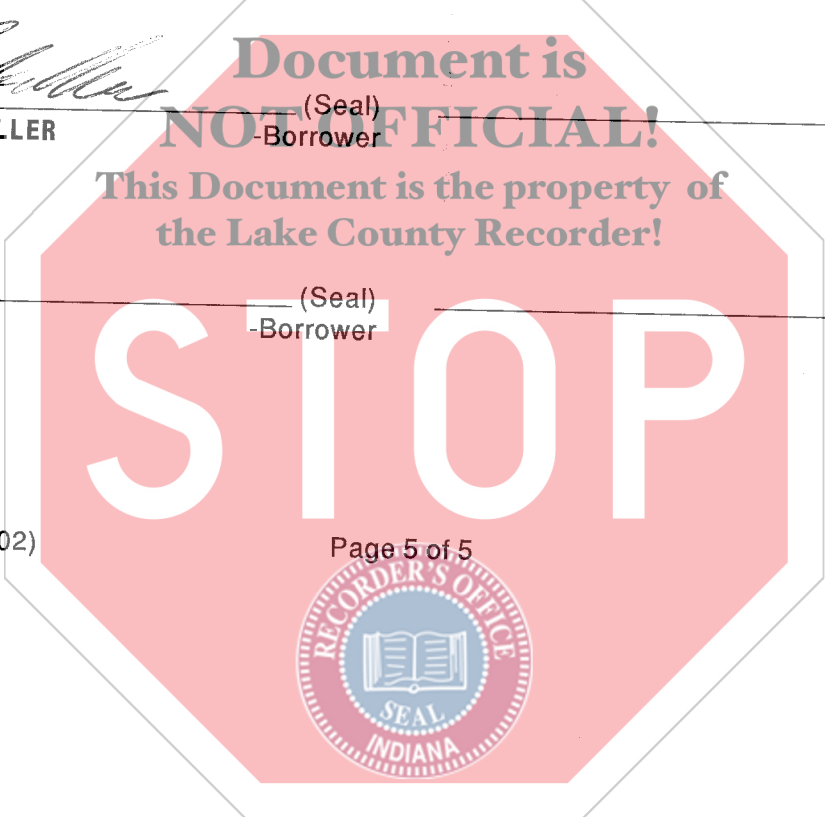 Document is
(Seal)
LLER
-Borrower
NOT OFFICIAL!
This Document is the property of
the Lake County Recorder!
(Seal)
-Borrower
STOP
02)
Page 5 of 5
RECORDER'S OFFICE
SEAL
INDIANA